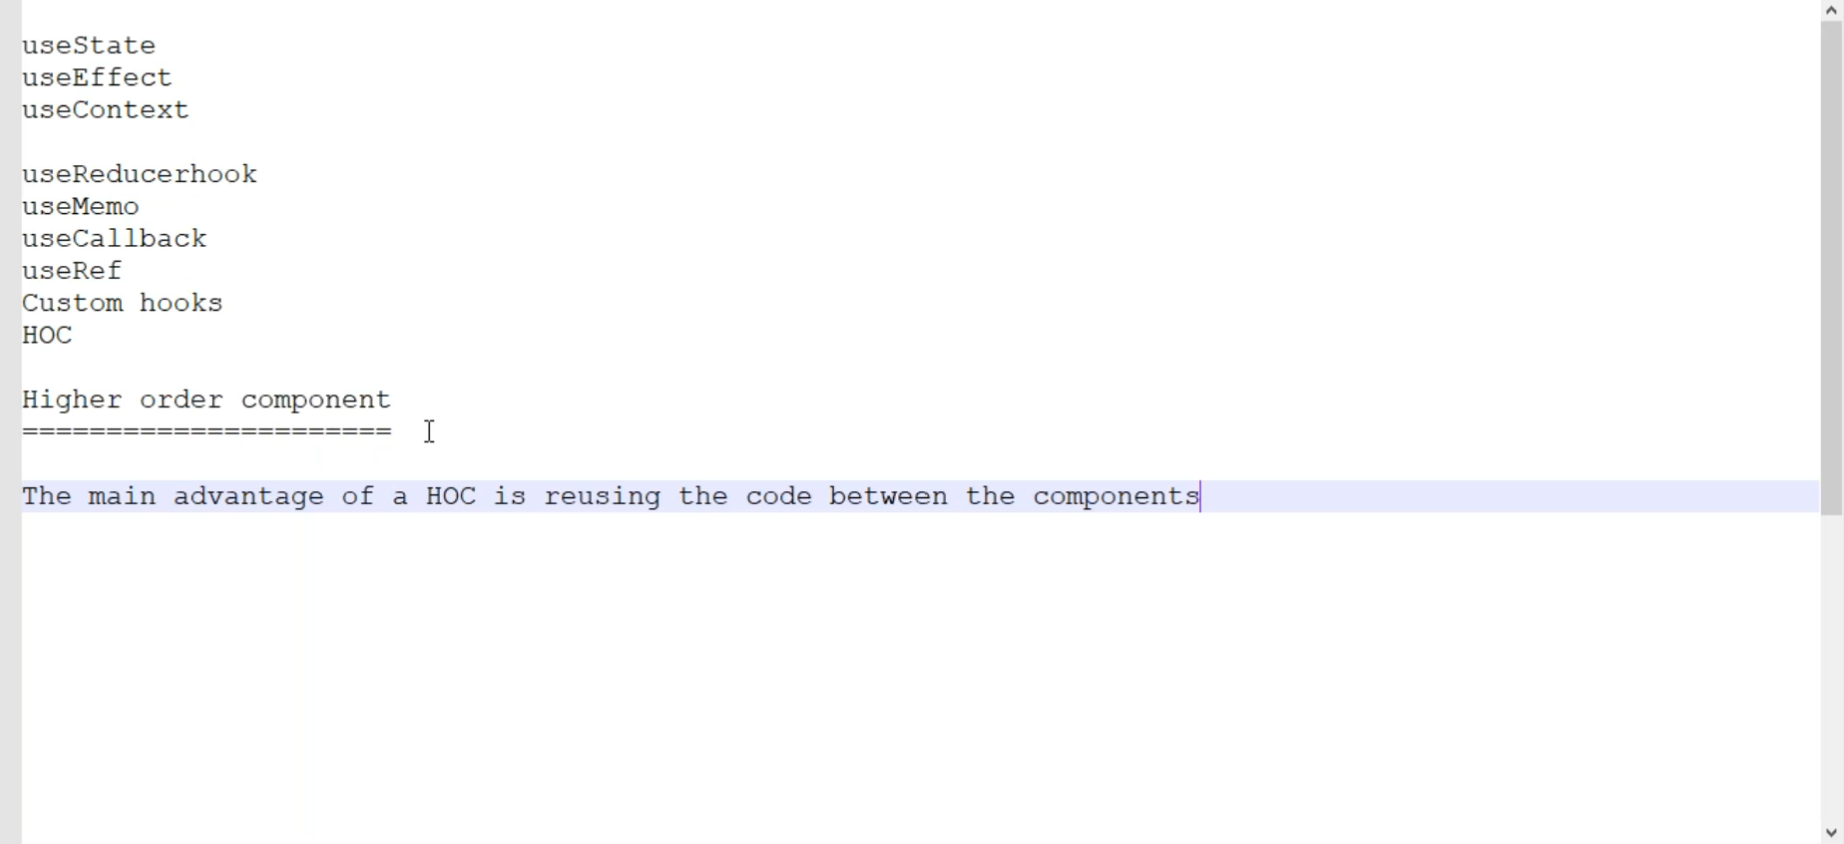 useState
useEffect
useContext
useReducerhook
useMemo
useCallback
useRef
Custom hooks
HOC
Higher order component
======================
The main advantage of a HOC is reusing the code between the components